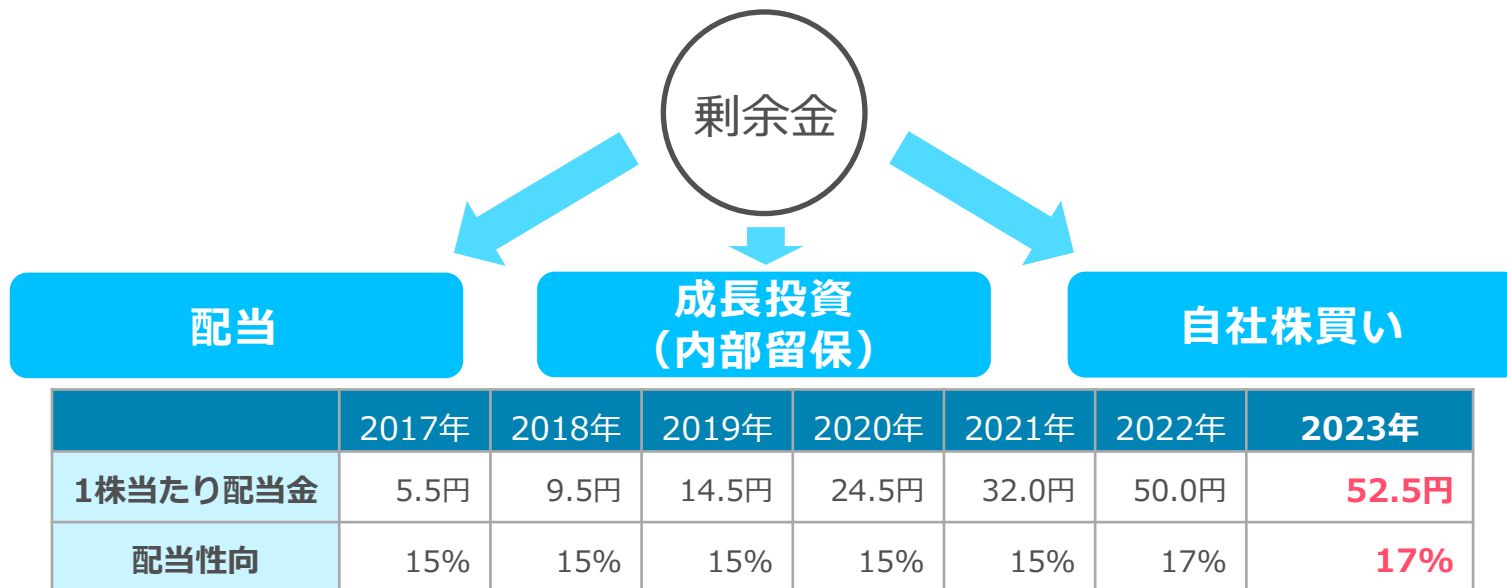 剰余金
配当
成長投資
（内部留保）
自社株買い
2017年 2018年 2019年 2020年 2021年 2022年 2023年
1株当たり配当金 5.5円 9.5円 14.5円 24.5円 32.0円 50.0円 52.5円
配当性向 15% 15% 15% 15% 15% 17% 17%